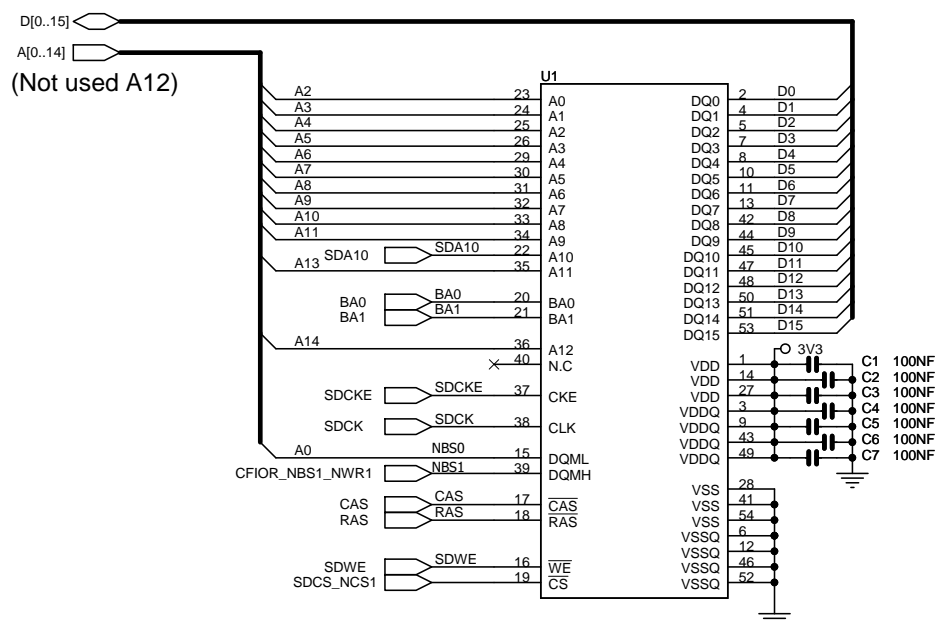 D[0..15]
A[0..14]
(Not used A12)
U1
A2 23 A0 DQ0 2 D0
A3 24 A1 DQ1 4 D1
A4 25 A2 DQ2 5 D2
A5 26 A3 DQ3 7 D3
A6 29 A4 DQ4 8 D4
A7 30 A5 DQ5 10 D5
A8 31 A6 DQ6 11 D6
A9 32 A7 DQ7 13 D7
A10 33 A8 DQ8 42 D8
A11 34 A9 DQ9 44 D9
SDA10 SDA10 22 A10 DQ10 45 D10
A13 35 A11 DQ11 47 D11
DQ12 48 D12
BA0 BA0 20 BA0 DQ13 50 D13
BA1 BA1 21 BA1 DQ14 51 D14
DQ15 53 D15
A14 36 A12 3V3
40 N.C VDD 1 C1 100NF
VDD 14 C2 100NF
SDCKE SDCKE 37 CKE VDD 27 C3 100NF
VDDQ 3 C4 100NF
SDCK SDCK 38 CLK VDDQ 9 C5 100NF
VDDQ 43 C6 100NF
A0 NBS0 15 DQML VDDQ 49 C7 100NF
CFIOR_NBS1_NWR1 NBS1 39 DQMH
VSS 28
CAS CAS 17 CAS VSS 41
RAS RAS 18 RAS VSS 54
VSSQ 6
VSSQ 12
SDWE SDWE 16 WE VSSQ 46
SDCS_NCS1 19 CS VSSQ 52